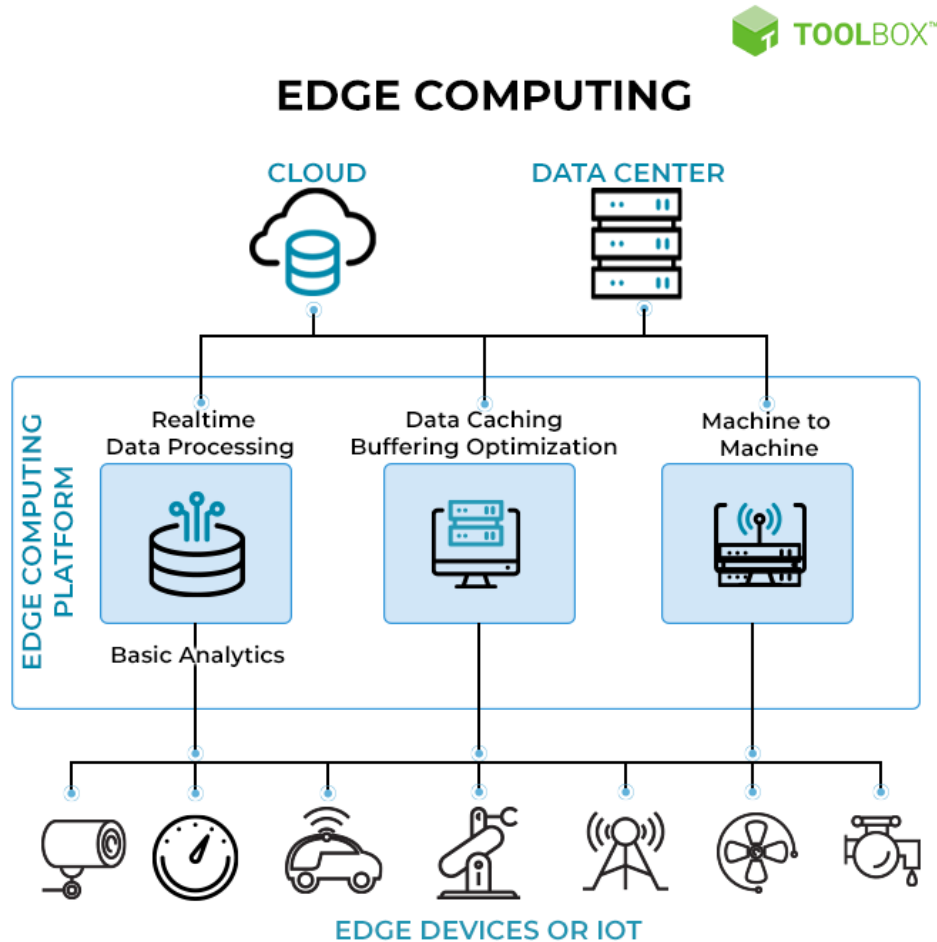 TOOLBOX™
EDGE COMPUTING
CLOUD
DATA CENTER
EDGE COMPUTING
PLATFORM
Realtime
Data Processing
Data Caching
Buffering Optimization
Machine to
Machine
Basic Analytics
EDGE DEVICES OR IOT